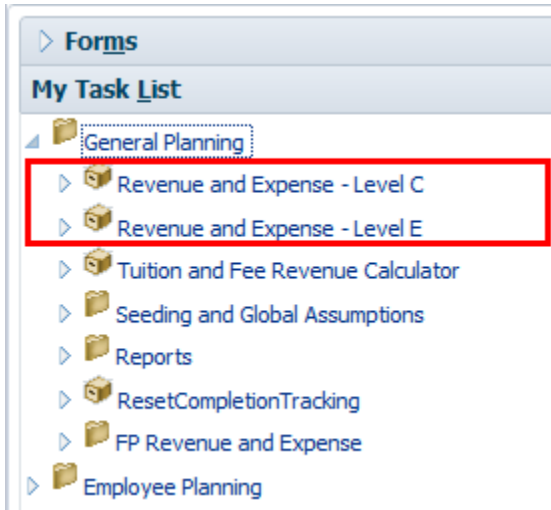 Forms
My Task List
General Planning
Revenue and Expense - Level C
Revenue and Expense - Level E
Tuition and Fee Revenue Calculator
Seeding and Global Assumptions
Reports
ResetCompletionTracking
FP Revenue and Expense
Employee Planning